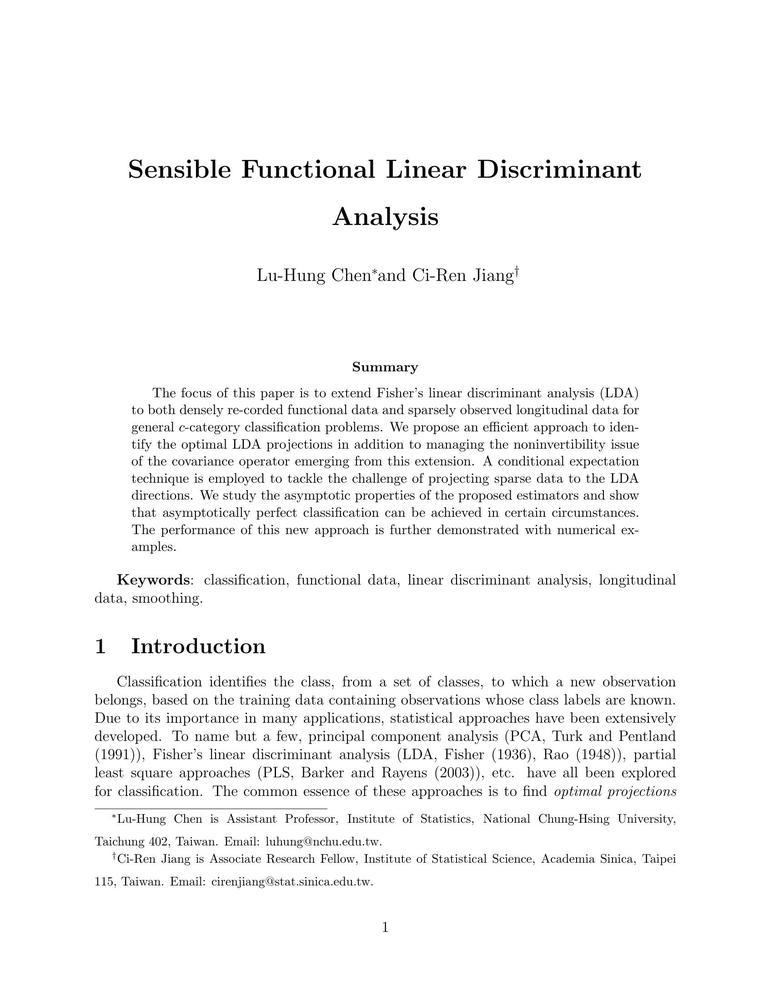 Sensible Functional Linear Discriminant
Analysis
Lu-Hung Chen*and Ci-Ren Jiang†
Summary
The focus of this paper is to extend Fisher's linear discriminant analysis (LDA)
to both densely re-corded functional data and sparsely observed longitudinal data for
general c-category classification problems. We propose an efficient approach to iden-
tify the optimal LDA projections in addition to managing the noninvertibility issue
of the covariance operator emerging from this extension. A conditional expectation
technique is employed to tackle the challenge of projecting sparse data to the LDA
directions. We study the asymptotic properties of the proposed estimators and show
that asymptotically perfect classification can be achieved in certain circumstances.
The performance of this new approach is further demonstrated with numerical ex-
amples.
Keywords: classification, functional data, linear discriminant analysis, longitudinal
data, smoothing.
1 Introduction
Classification identifies the class, from a set of classes, to which a new observation
belongs, based on the training data containing observations whose class labels are known.
Due to its importance in many applications, statistical approaches have been extensively
developed. To name but a few, principal component analysis (PCA, Turk and Pentland
(1991)), Fisher's linear discriminant analysis (LDA, Fisher (1936), Rao (1948)), partial
least square approaches (PLS, Barker and Rayens (2003)), etc. have all been explored
for classification. The common essence of these approaches is to find optimal projections
*Lu-Hung Chen is Assistant Professor, Institute of Statistics, National Chung-Hsing University,
Taichung 402, Taiwan. Email: luhung@nchu.edu.tw.
†Ci-Ren Jiang is Associate Research Fellow, Institute of Statistical Science, Academia Sinica, Taipei
115, Taiwan. Email: cirenjiang@stat.sinica.edu.tw.
1